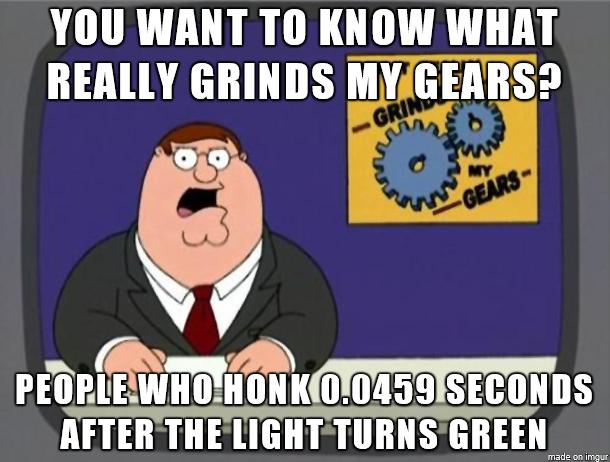 YOU WANT TO KNOW WHAT
REALLY GRINDS MY GEARS?
GRINDS
MY
GEARS
PEOPLE WHO HONK 0.0459 SECONDS
AFTER THE LIGHT TURNS GREEN
made on imgur